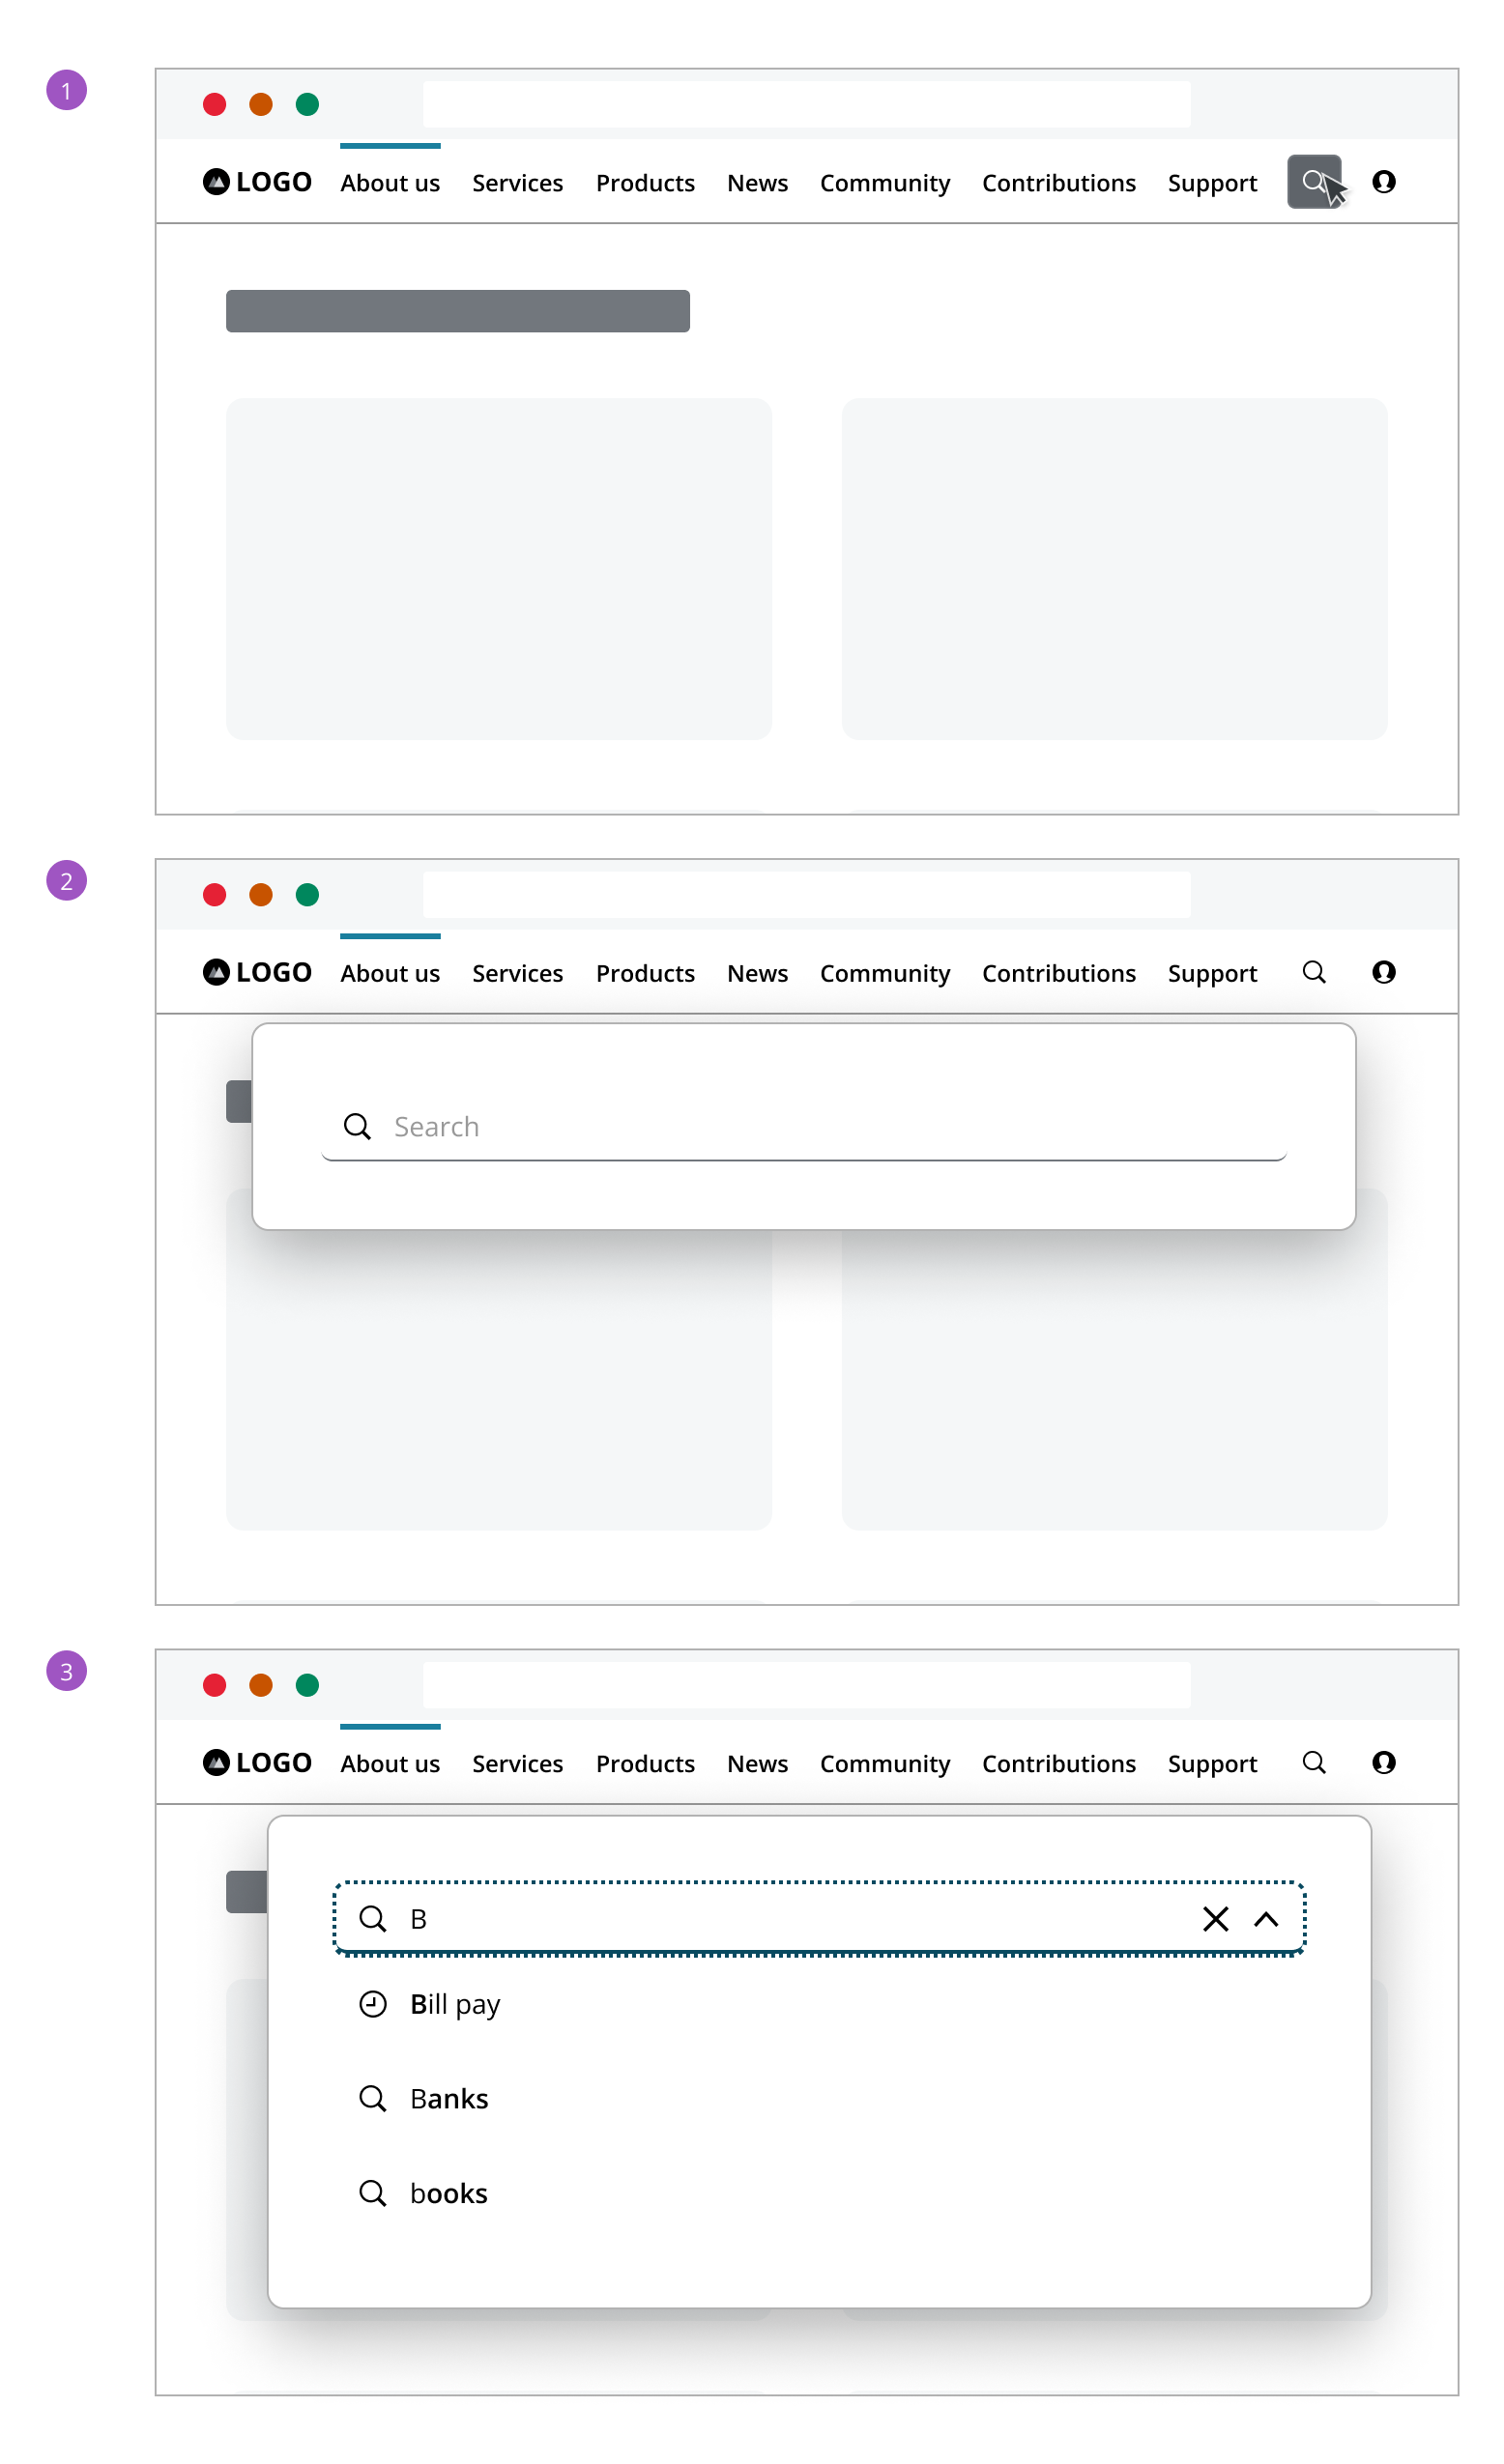 1
LOGO About us Services Products News Community Contributions Support
2
LOGO About us Services Products News Community Contributions Support
Search
3
LOGO About us Services Products News Community Contributions Support
B
Bill pay
Banks
books